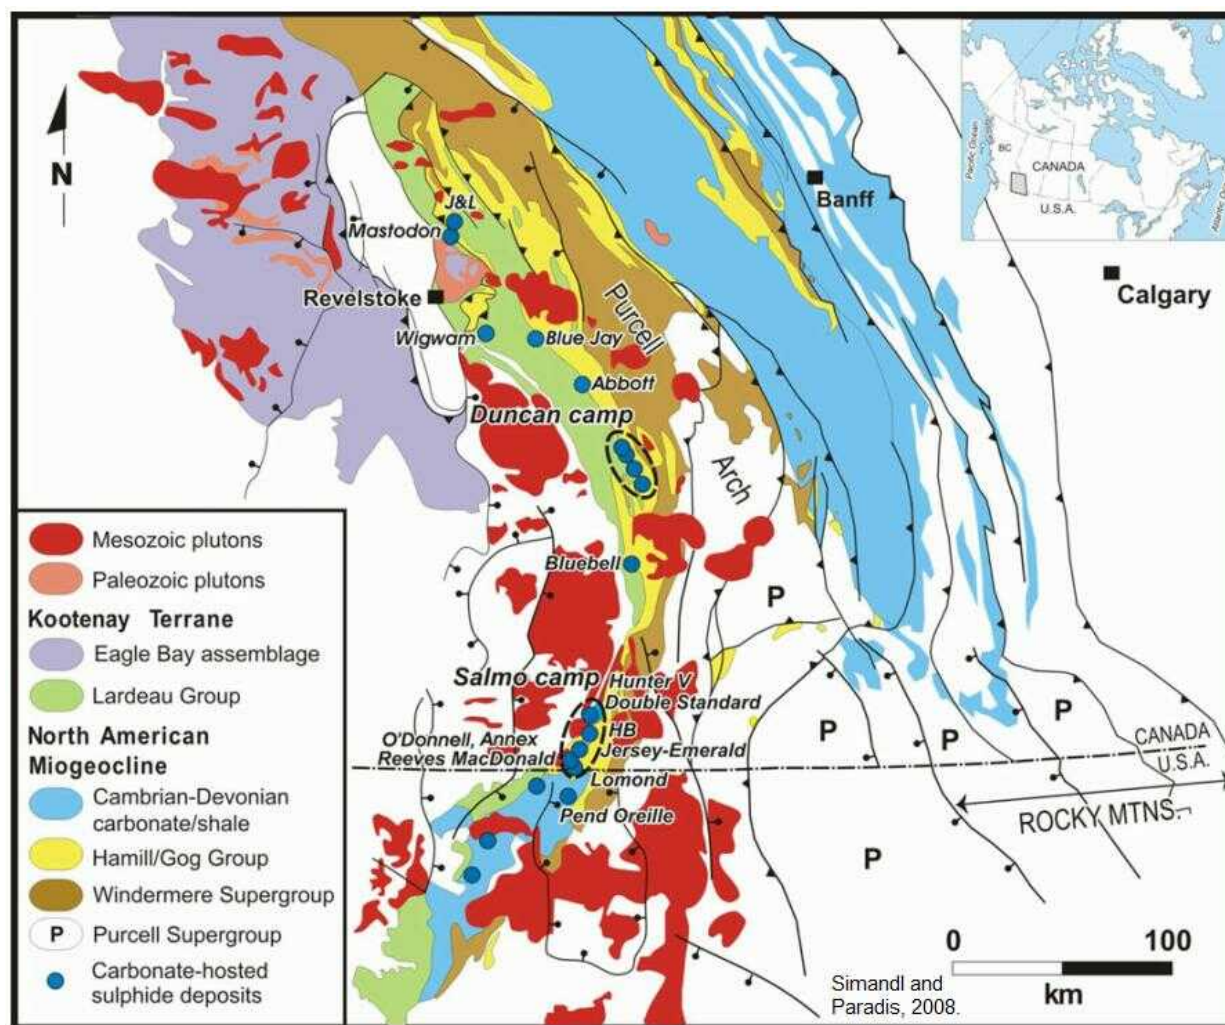 Pacific Ocean
BC
CANADA
U.S.A.
N
Banff
Calgary
J&L
Mastodon
Revelstoke
Purcell
Wigwam
Blue Jay
Abbott
Duncan camp
Arch
Bluebell
P
Salmo camp
Hunter V
Double Standard
HB
O'Donnell, Annex
Jersey-Emerald
Reeves MacDonald
Lomond
Pend Oreille
P
P
P
CANADA
U.S.A.
ROCKY MTNS.
P
Mesozoic plutons
Paleozoic plutons
Kootenay Terrane
Eagle Bay assemblage
Lardeau Group
North American
Miogeocline
Cambrian-Devonian
carbonate/shale
Hamill/Gog Group
Windermere Supergroup
P Purcell Supergroup
Carbonate-hosted
sulphide deposits
0 100
km
Simandl and
Paradis, 2008.